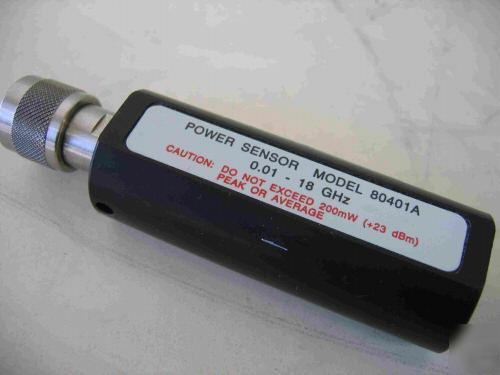 POWER SENSOR MODEL 80401A
0.01 - 18 GHz
CAUTION: DO NOT EXCEED 200mW (+23 dBm)
PEAK OR AVERAGE